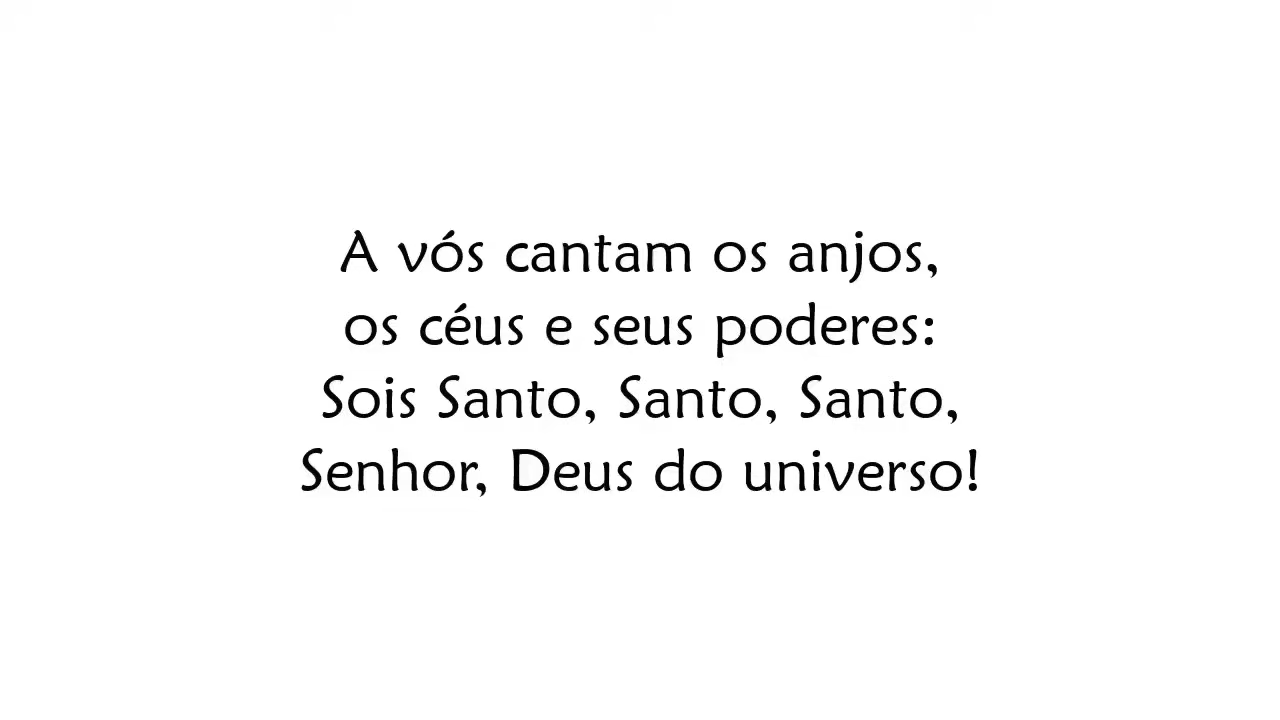 A vós cantam os anjos,
os céus e seus poderes:
Sois Santo, Santo, Santo,
Senhor, Deus do universo!